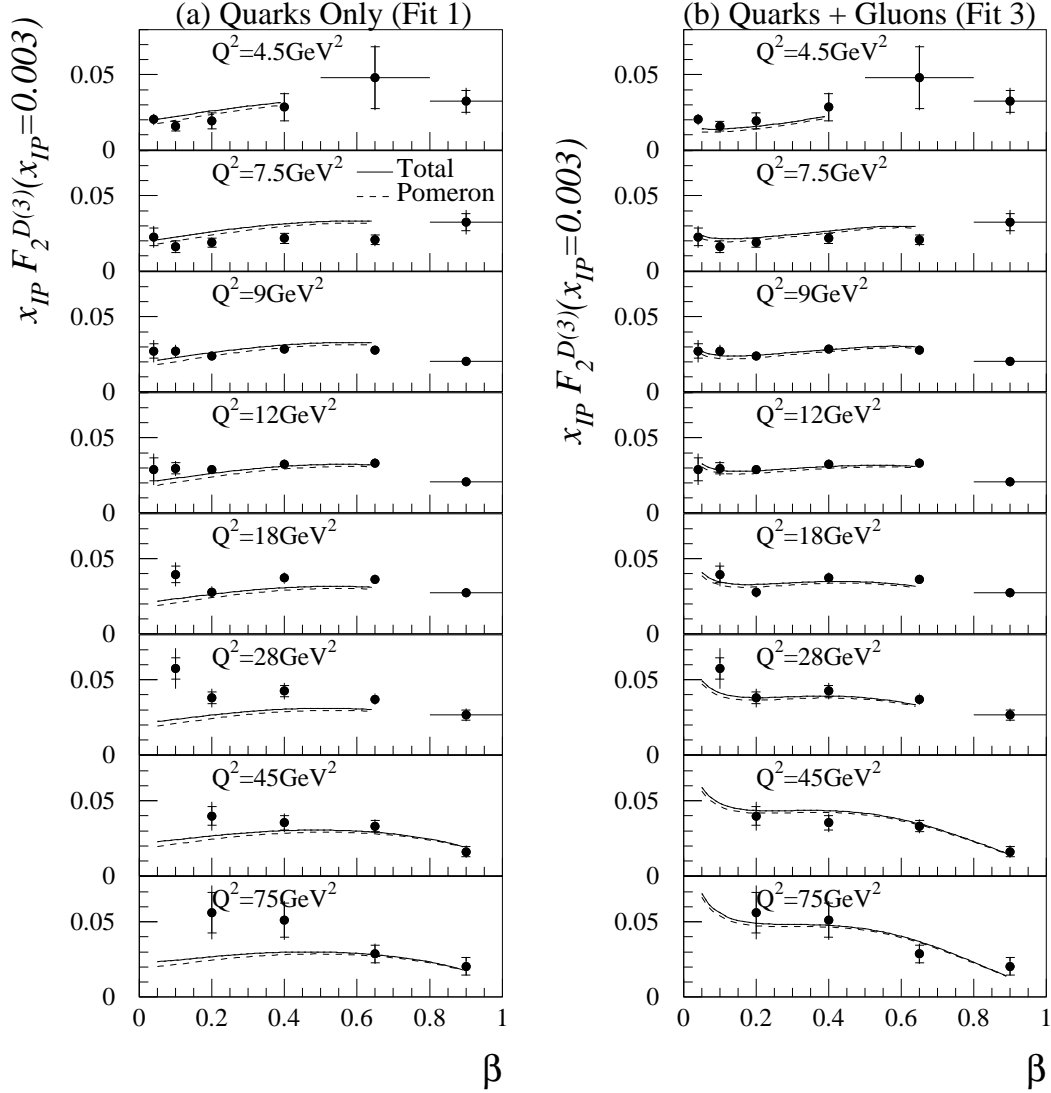 (a) Quarks Only (Fit 1)
x_IP F_2^D(3)(x_IP=0.003)
Q^2=4.5GeV^2
0.05
0
Q^2=7.5GeV^2
Total
Pomeron
0.05
0
Q^2=9GeV^2
0.05
0
Q^2=12GeV^2
0.05
0
Q^2=18GeV^2
0.05
0
Q^2=28GeV^2
0.05
0
Q^2=45GeV^2
0.05
0
Q^2=75GeV^2
0.05
0
0 0.2 0.4 0.6 0.8 1
β
(b) Quarks + Gluons (Fit 3)
x_IP F_2^D(3)(x_IP=0.003)
Q^2=4.5GeV^2
0.05
0
Q^2=7.5GeV^2
0.05
0
Q^2=9GeV^2
0.05
0
Q^2=12GeV^2
0.05
0
Q^2=18GeV^2
0.05
0
Q^2=28GeV^2
0.05
0
Q^2=45GeV^2
0.05
0
Q^2=75GeV^2
0.05
0
0 0.2 0.4 0.6 0.8 1
β